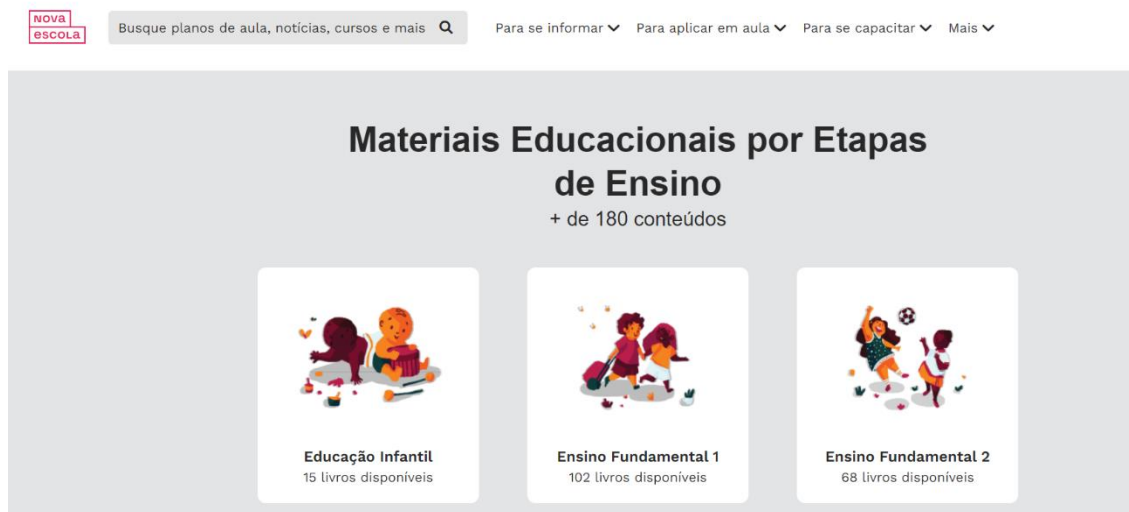 NOVA
escola
Busque planos de aula, notícias, cursos e mais
Para se informar
Para aplicar em aula
Para se capacitar
Mais
Materiais Educacionais por Etapas
de Ensino
+ de 180 conteúdos
Educação Infantil
15 livros disponíveis
Ensino Fundamental 1
102 livros disponíveis
Ensino Fundamental 2
68 livros disponíveis